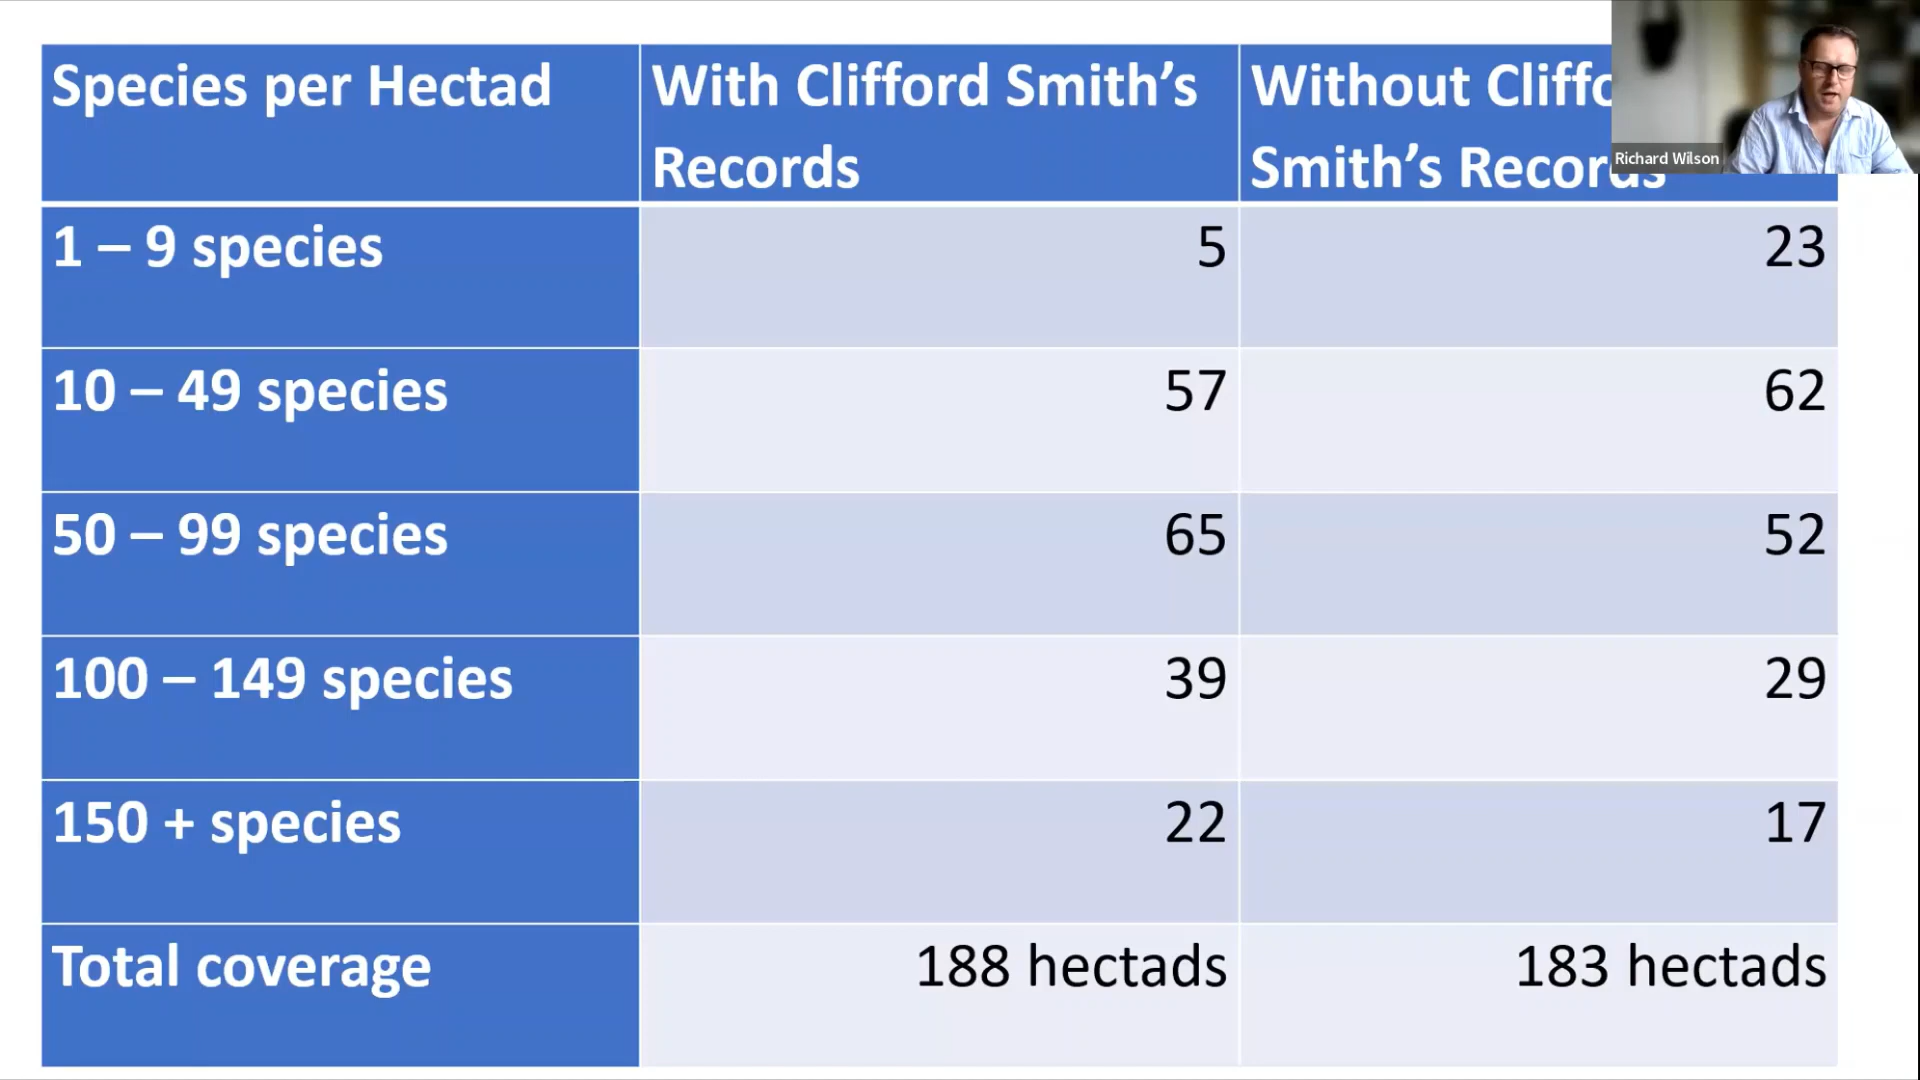 Species per Hectad
With Clifford Smith's
Records
Without
Smith's Records
Richard Wilson
1 – 9 species
5
23
10 – 49 species
57
62
50 – 99 species
65
52
100 – 149 species
39
29
150 + species
22
17
Total coverage
188 hectads
183 hectads